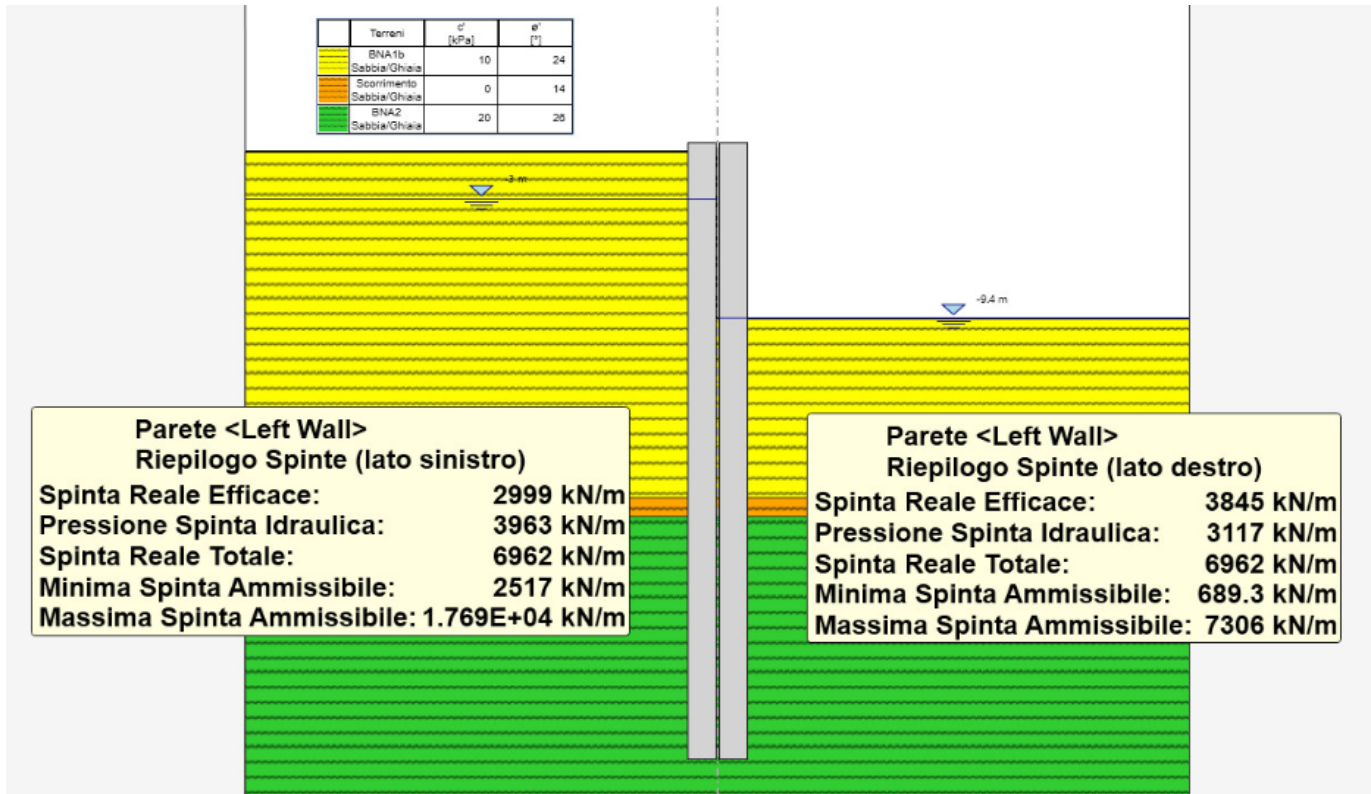 Terreni c' ø'
[kPa] [°]
BNA1b
Sabbia/Ghiaia 10 24
Scorrimento
Sabbia/Ghiaia 0 14
BNA2
Sabbia/Ghiaia 20 26
-3 m
-9.4 m
Parete <Left Wall>
Riepilogo Spinte (lato sinistro)
Spinta Reale Efficace: 2999 kN/m
Pressione Spinta Idraulica: 3963 kN/m
Spinta Reale Totale: 6962 kN/m
Minima Spinta Ammissibile: 2517 kN/m
Massima Spinta Ammissibile: 1.769E+04 kN/m
Parete <Left Wall>
Riepilogo Spinte (lato destro)
Spinta Reale Efficace: 3845 kN/m
Pressione Spinta Idraulica: 3117 kN/m
Spinta Reale Totale: 6962 kN/m
Minima Spinta Ammissibile: 689.3 kN/m
Massima Spinta Ammissibile: 7306 kN/m